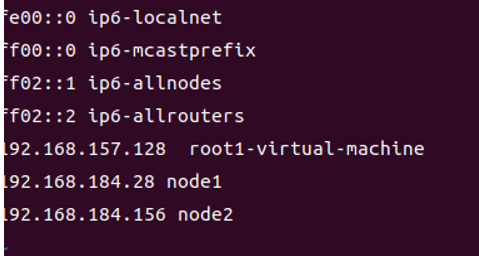 fe00::0 ip6-localnet
ff00::0 ip6-mcastprefix
ff02::1 ip6-allnodes
ff02::2 ip6-allrouters
192.168.157.128  root1-virtual-machine
192.168.184.28 node1
192.168.184.156 node2